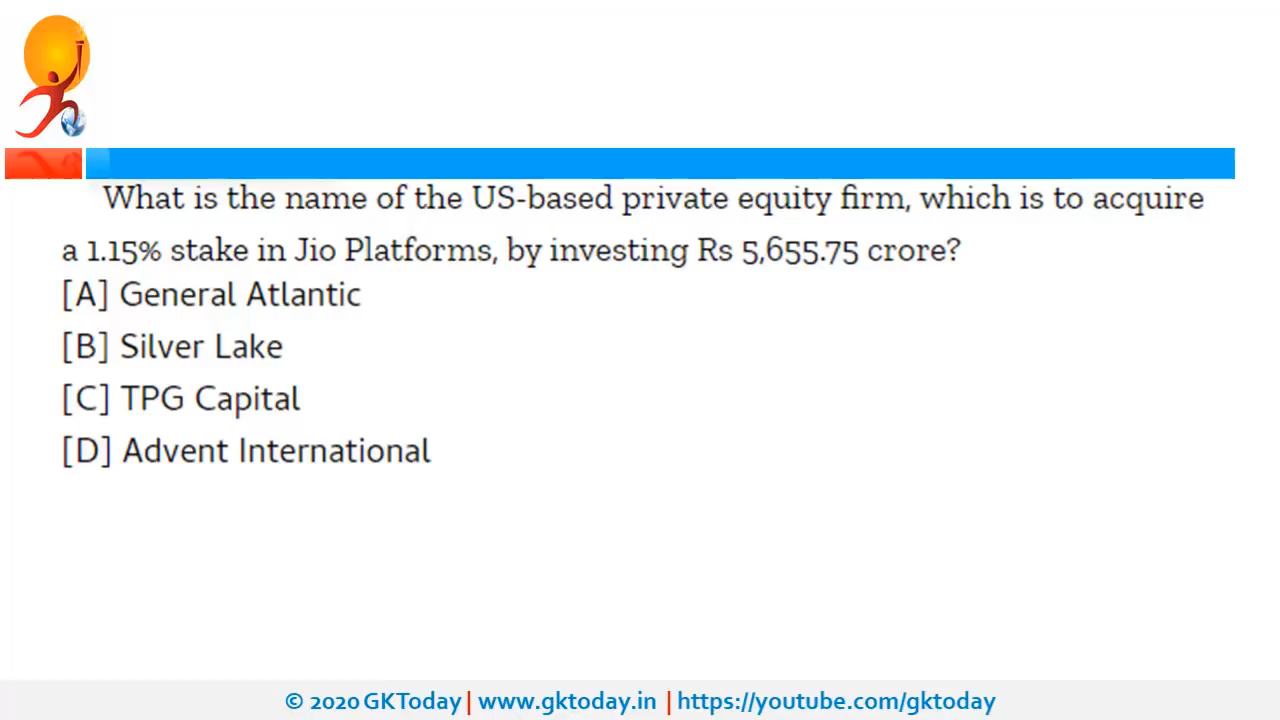 What is the name of the US-based private equity firm, which is to acquire
a 1.15% stake in Jio Platforms, by investing Rs 5,655.75 crore?
[A] General Atlantic
[B] Silver Lake
[C] TPG Capital
[D] Advent International
© 2020 GKToday | www.gktoday.in | https://youtube.com/gktoday